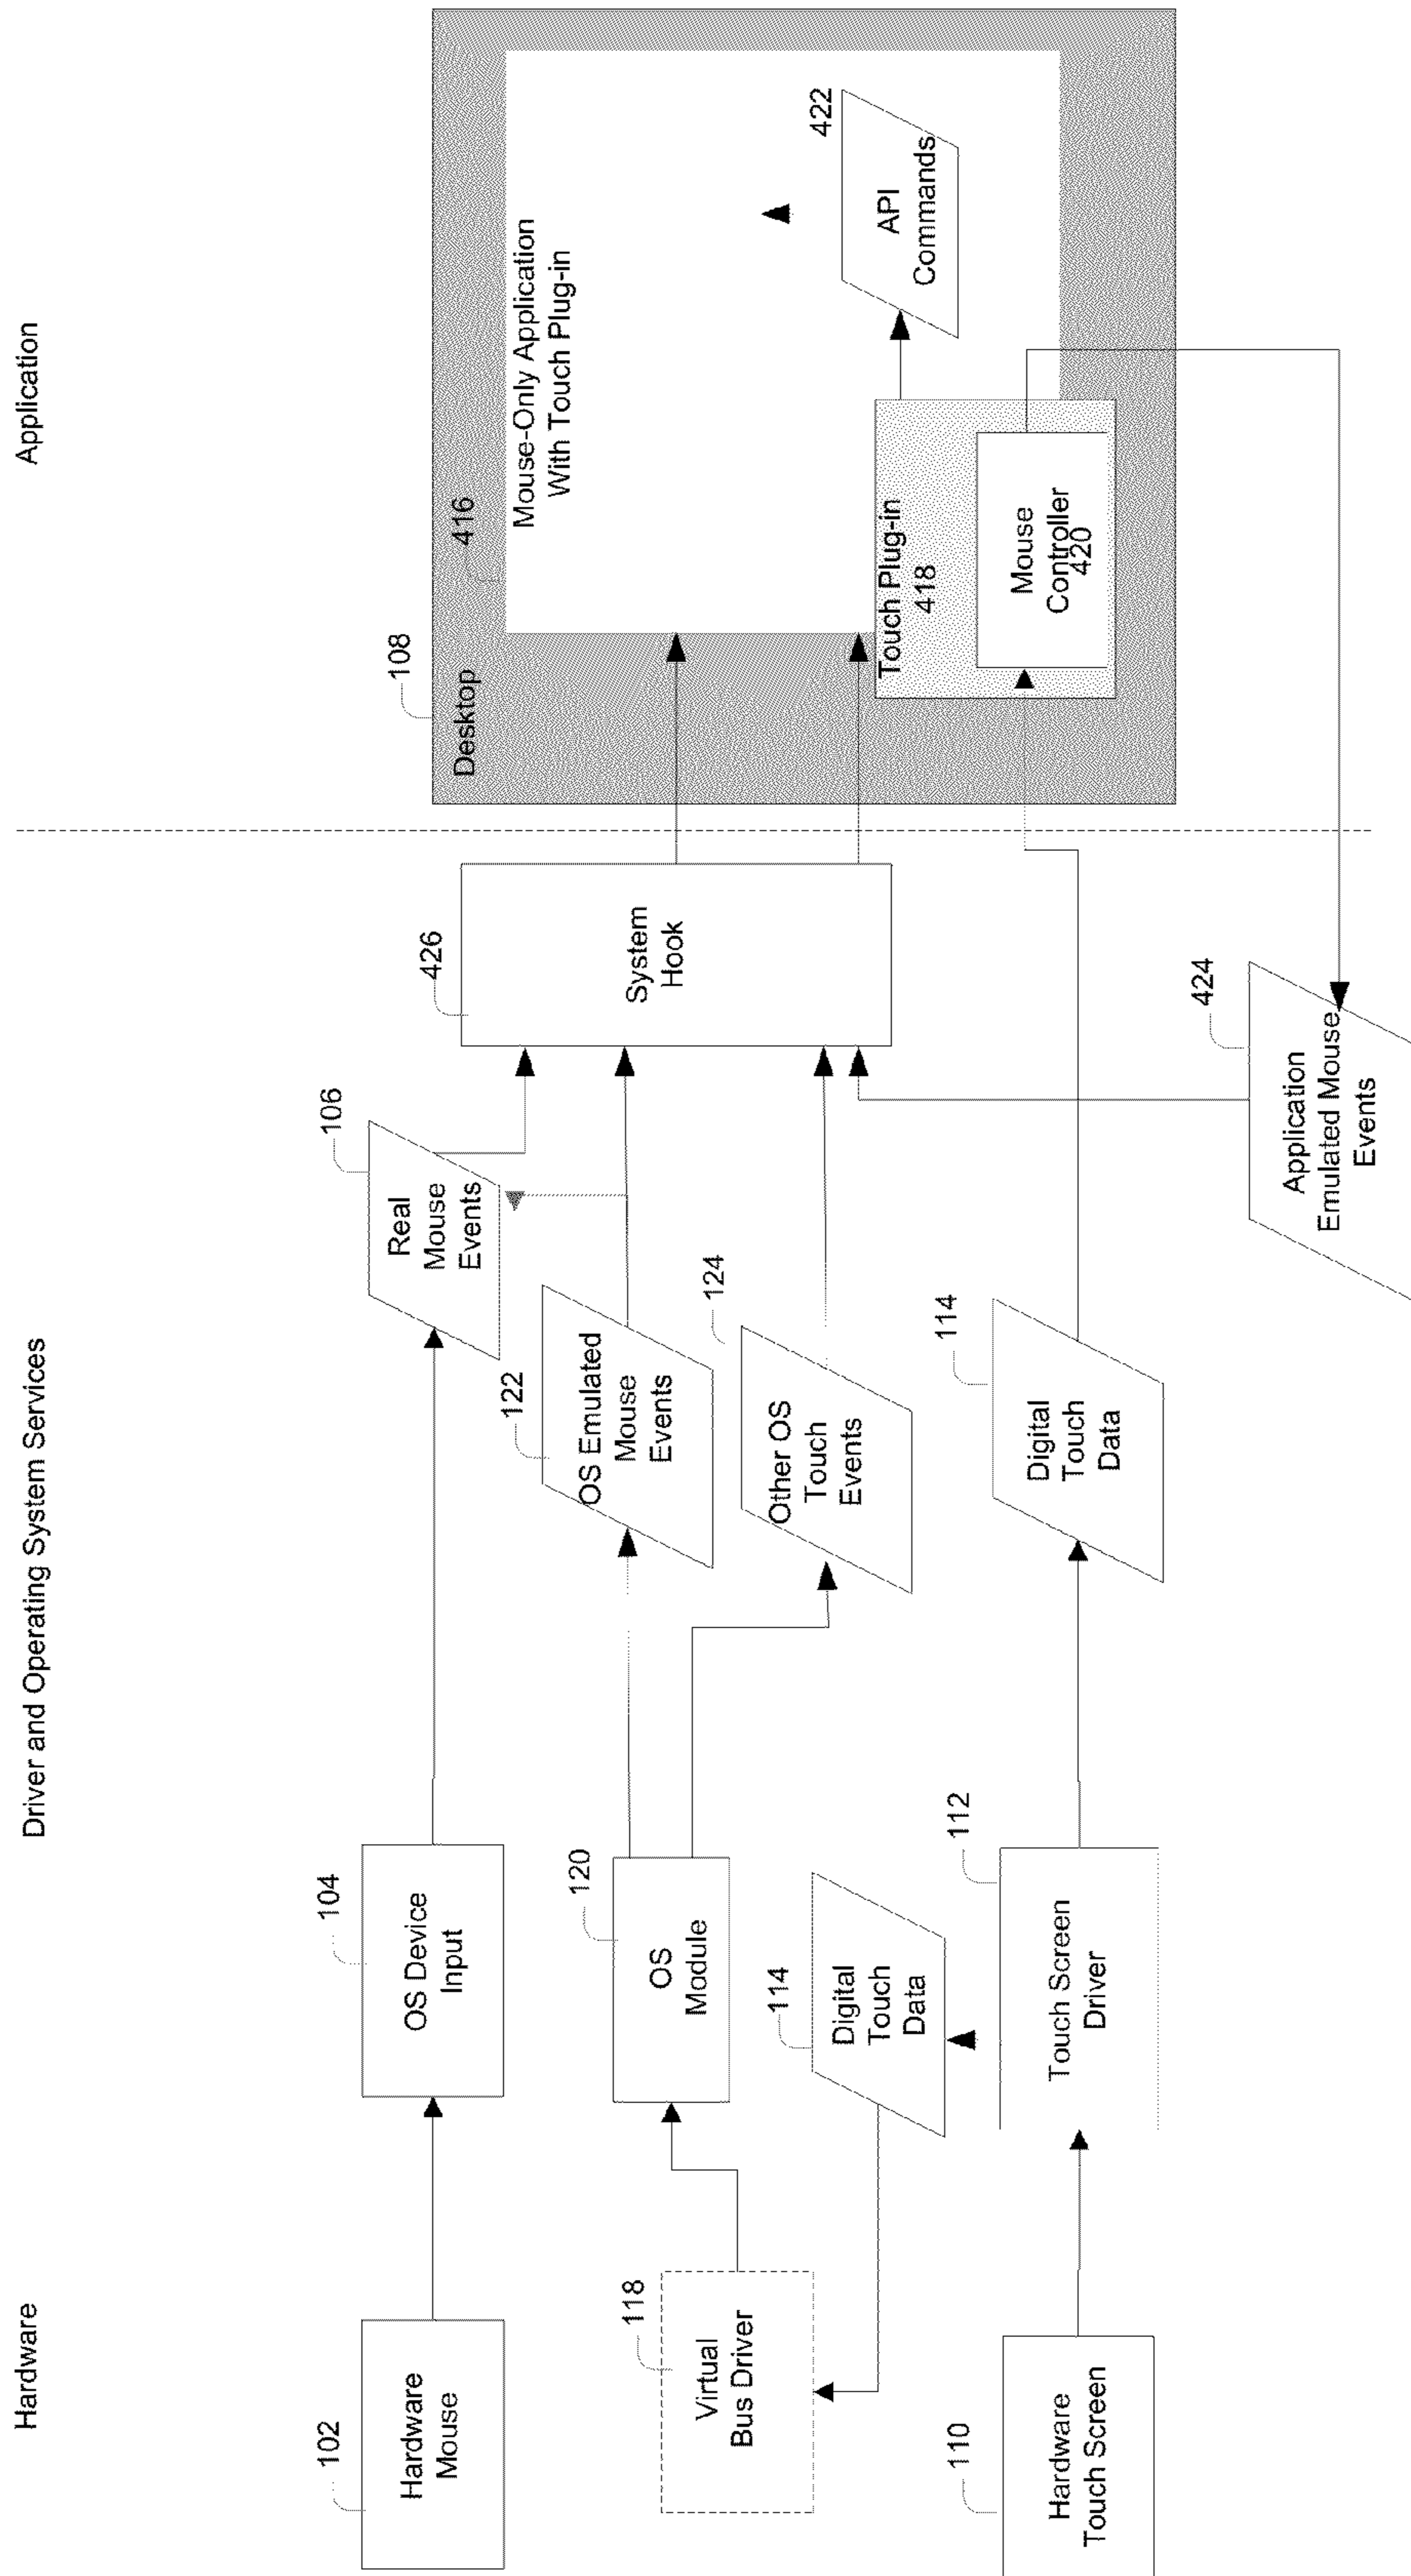 Hardware
Driver and Operating System Services
Application
102
Hardware
Mouse
104
OS Device
Input
106
Real
Mouse
Events
108
Desktop
416
Mouse-Only Application
With Touch Plug-in
426
System
Hook
118
Virtual
Bus Driver
120
OS
Module
122
OS Emulated
Mouse
Events
124
Other OS
Touch
Events
114
Digital
Touch
Data
422
API
Commands
Touch Plug-in
418
Mouse
Controller
420
110
Hardware
Touch Screen
112
Touch Screen
Driver
114
Digital
Touch
Data
424
Application
Emulated Mouse
Events